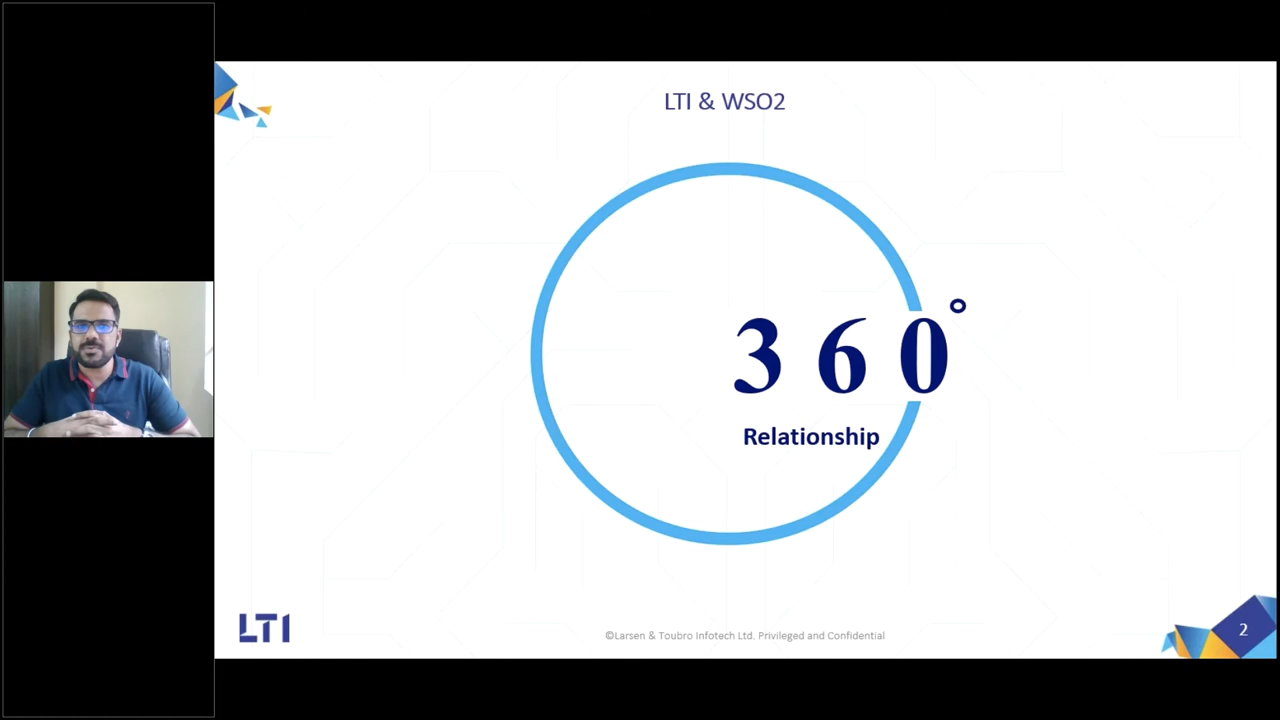 LTI & WSO2
3 6 0°
Relationship
LTI
©Larsen & Toubro Infotech Ltd. Privileged and Confidential
2